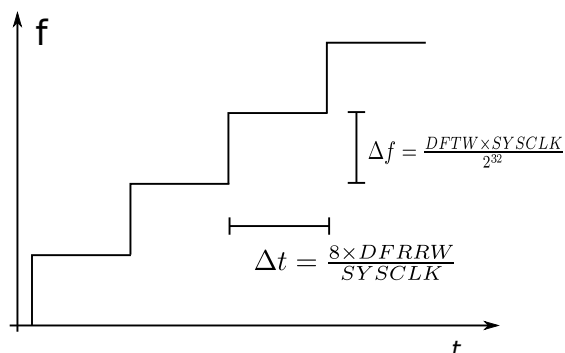 f
Δf = DFTW×SYSCLK / 2^32
Δt = 8×DFRRW / SYSCLK
t